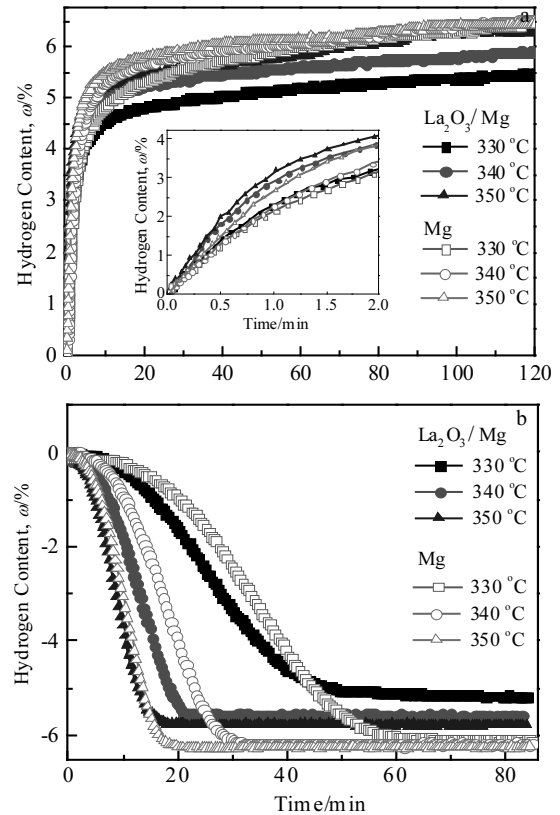 a
Hydrogen Content, ω/%
6
5
4
3
2
1
0
La₂O₃/ Mg
330 °C
340 °C
350 °C
Mg
330 °C
340 °C
350 °C
Hydrogen Content, ω/%
4
3
2
1
0
0.0 0.5 1.0 1.5 2.0
Time/min
0 20 40 60 80 100 120
b
Hydrogen Content, ω/%
0
-2
-4
-6
La₂O₃/ Mg
330 °C
340 °C
350 °C
Mg
330 °C
340 °C
350 °C
0 20 40 60 80
Time/min